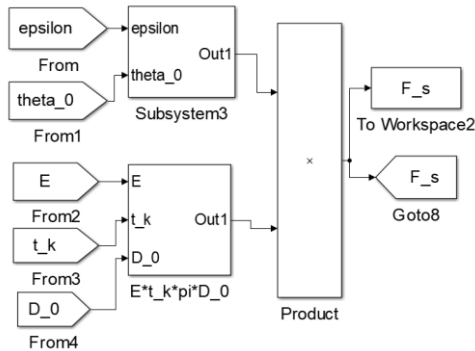 epsilon
From
theta_0
From1
epsilon
theta_0
Out1
Subsystem3
E
From2
t_k
From3
D_0
From4
E
t_k
D_0
Out1
E*t_k*pi*D_0
×
Product
F_s
To Workspace2
F_s
Goto8